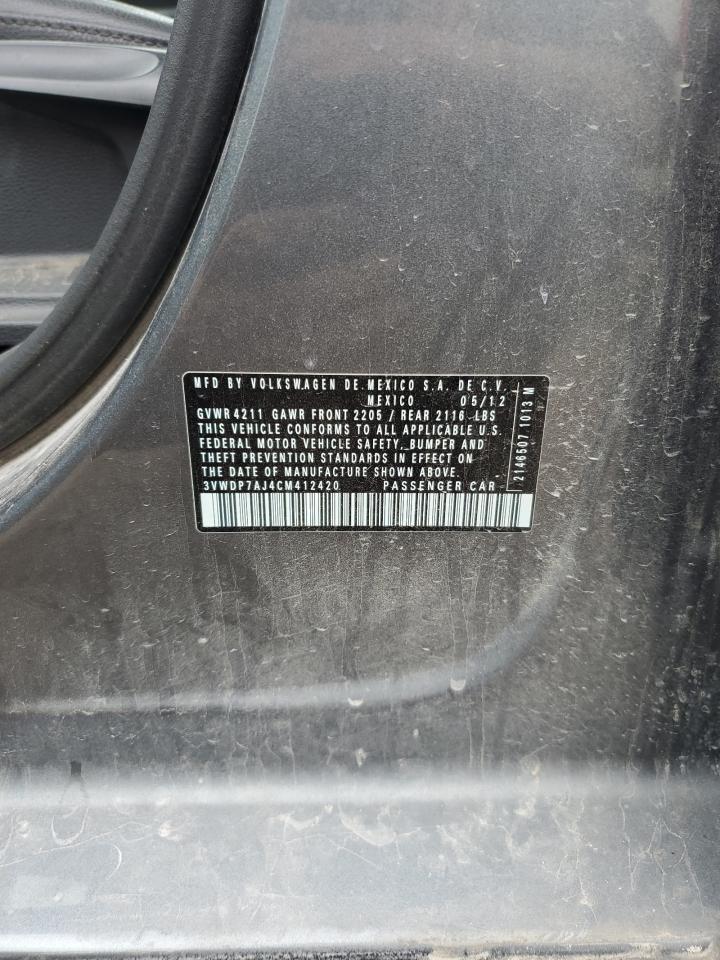 MFD BY VOLKSWAGEN DE MEXICO S.A. DE C.V.
MEXICO 05/12
GVWR 4211 GAWR FRONT 2205 / REAR 2116 LBS
THIS VEHICLE CONFORMS TO ALL APPLICABLE U.S.
FEDERAL MOTOR VEHICLE SAFETY, BUMPER AND
THEFT PREVENTION STANDARDS IN EFFECT ON
THE DATE OF MANUFACTURE SHOWN ABOVE.
3VWDP7AJ4CM412420 PASSENGER CAR
2146507 1013 M